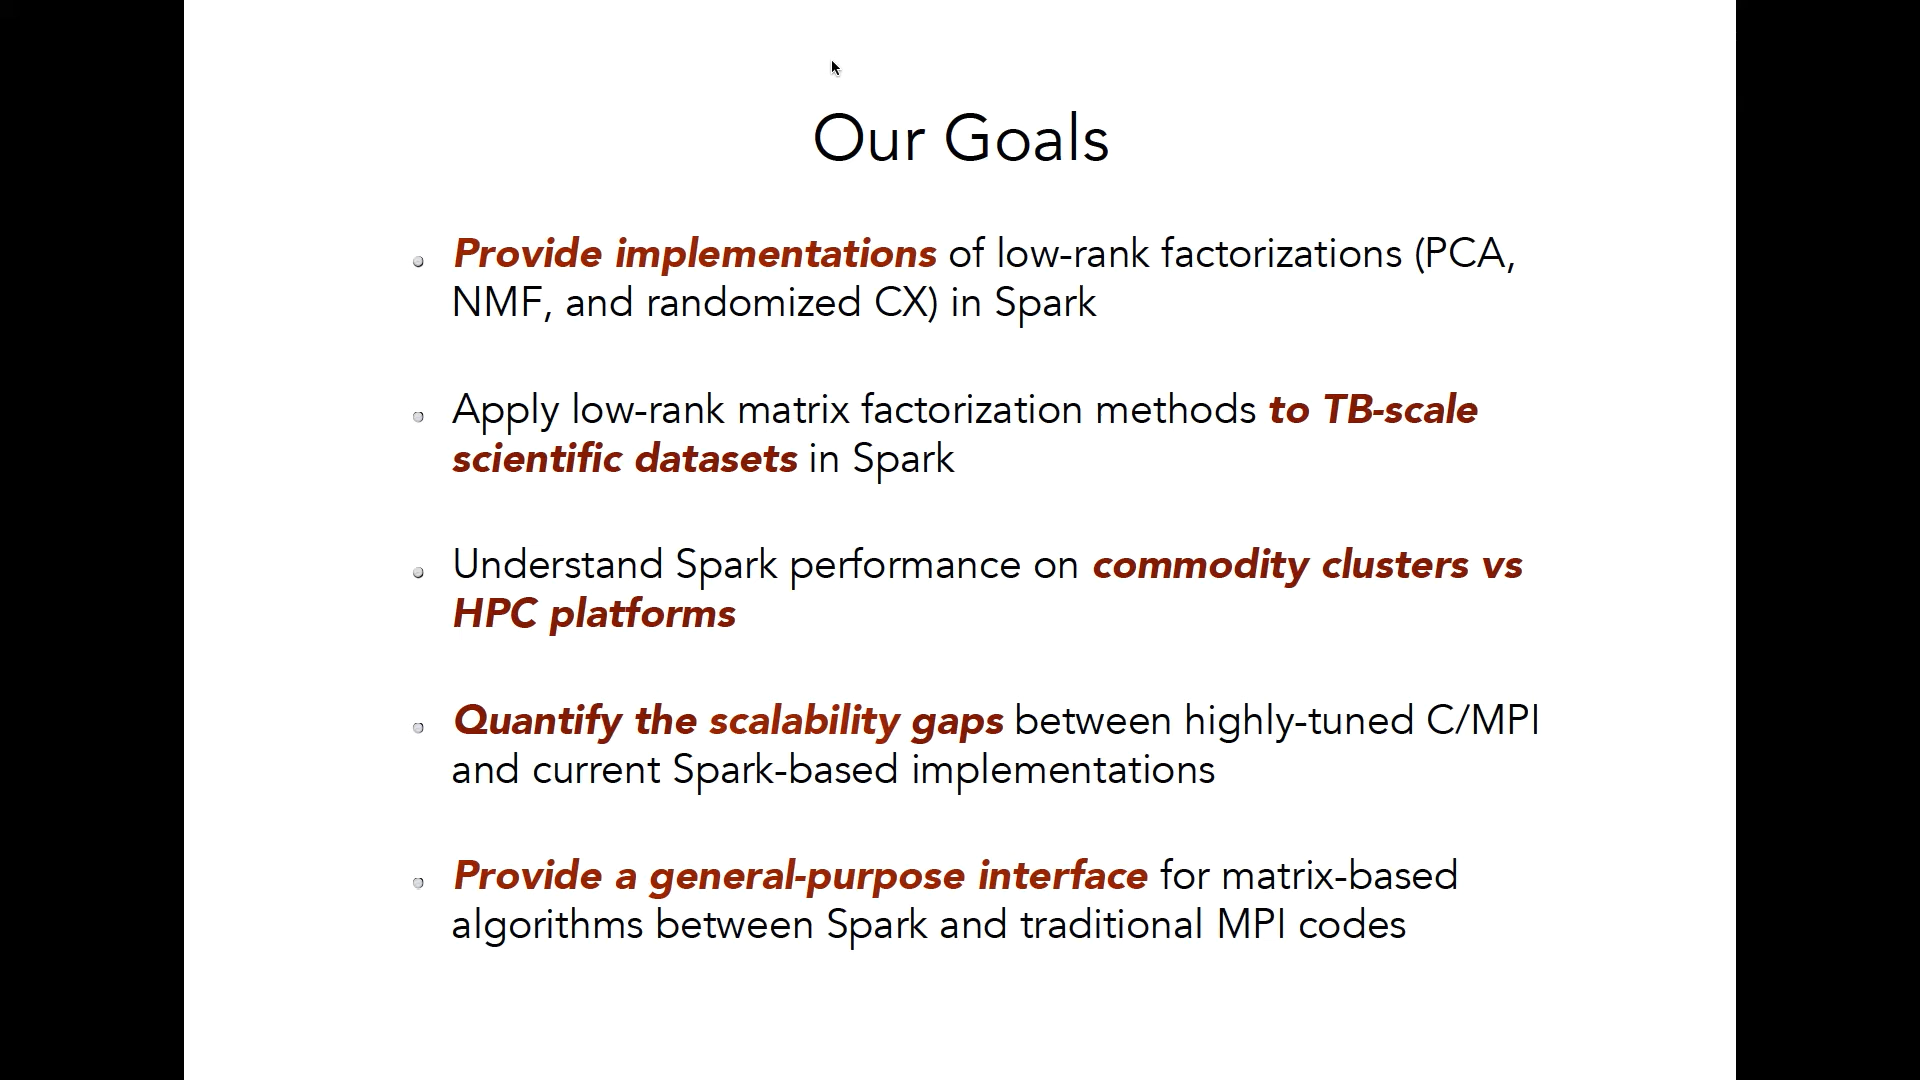 Our Goals
Provide implementations of low-rank factorizations (PCA,
NMF, and randomized CX) in Spark
Apply low-rank matrix factorization methods to TB-scale
scientific datasets in Spark
Understand Spark performance on commodity clusters vs
HPC platforms
Quantify the scalability gaps between highly-tuned C/MPI
and current Spark-based implementations
Provide a general-purpose interface for matrix-based
algorithms between Spark and traditional MPI codes